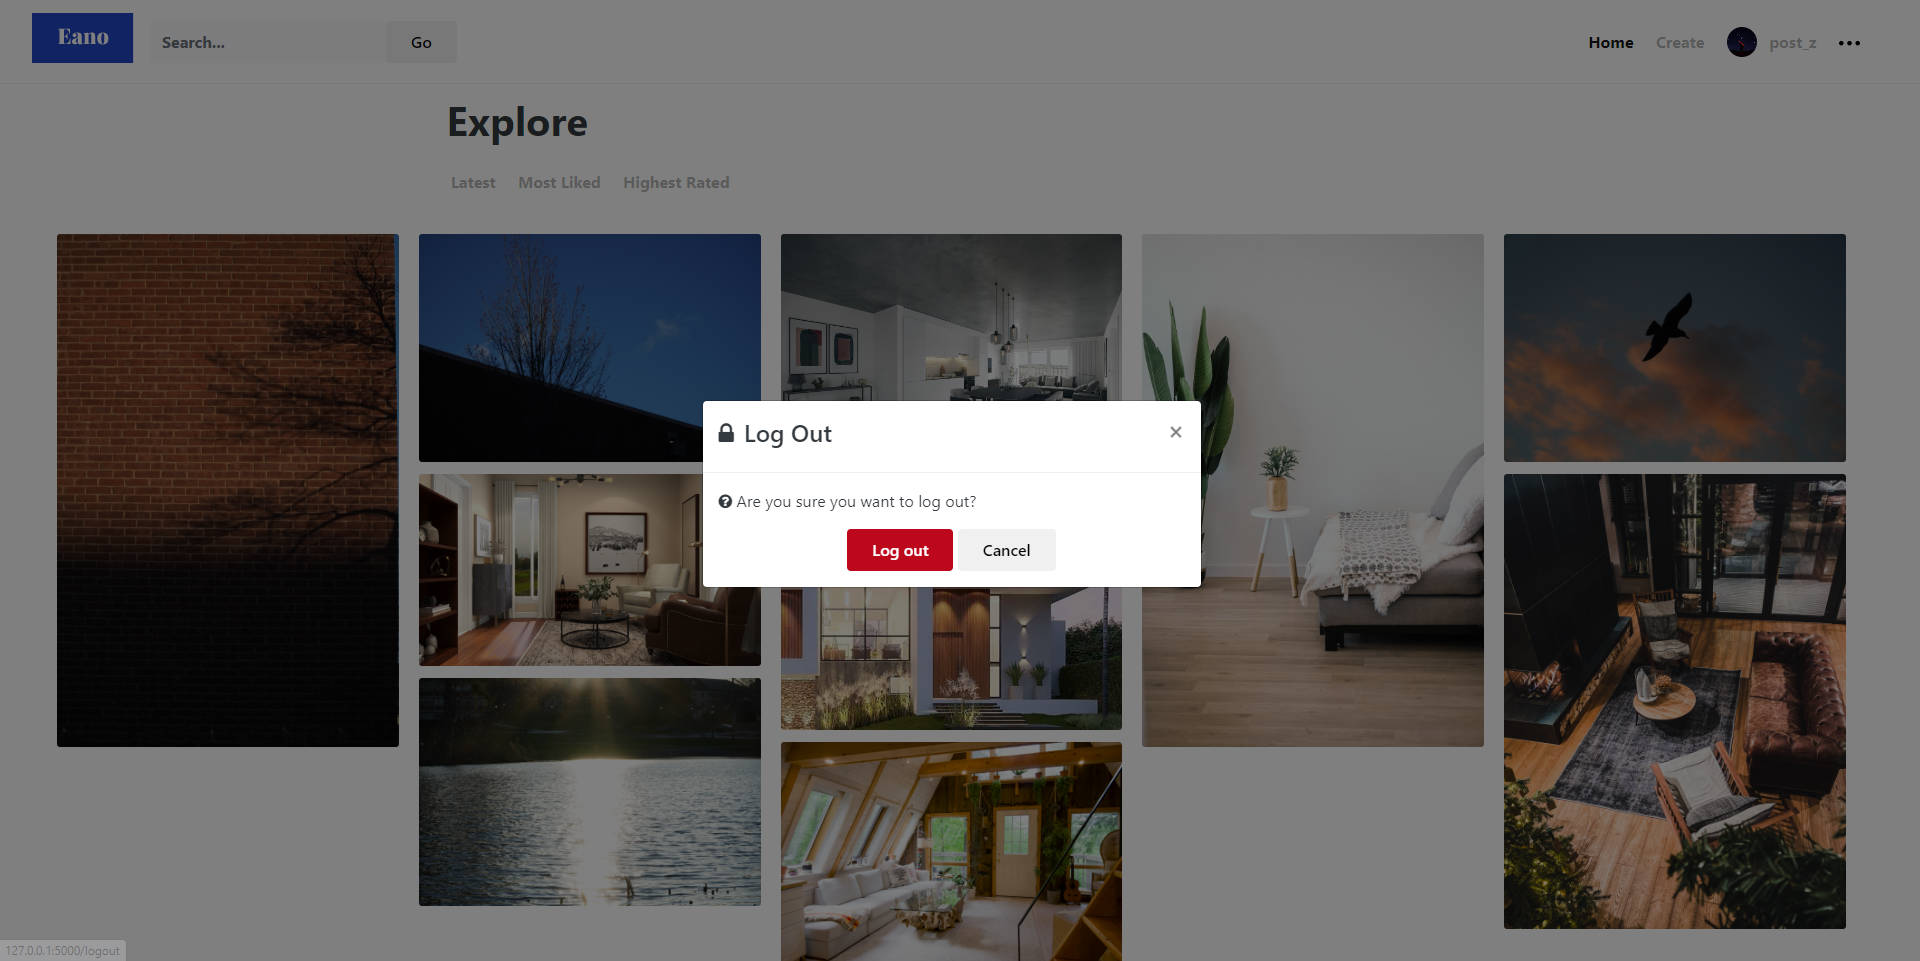 Eano
Search...
Go
Home
Create
post_z
Explore
Latest
Most Liked
Highest Rated
Log Out
×
Are you sure you want to log out?
Log out
Cancel
127.0.0.1:5000/logout